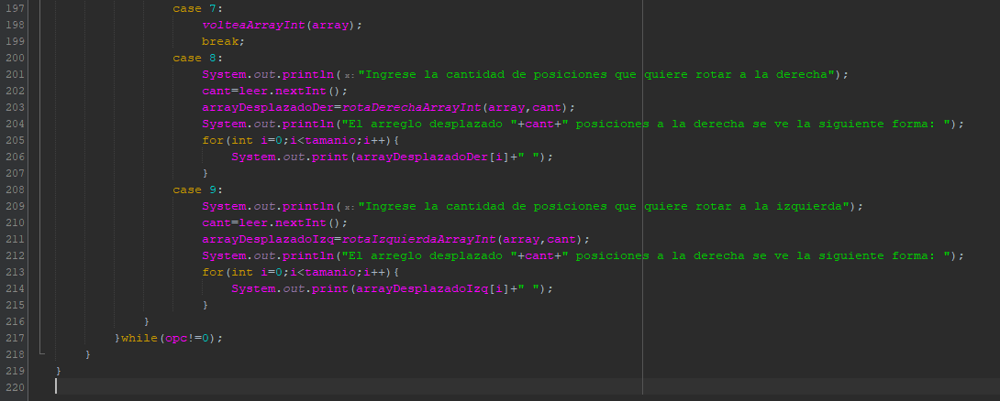 197 case 7:
198 volteaArrayInt(array);
199 break;
200 case 8:
201 System.out.println( x: "Ingrese la cantidad de posiciones que quiere rotar a la derecha");
202 cant=leer.nextInt();
203 arrayDesplazadoDer=rotaDerechaArrayInt(array,cant);
204 System.out.println("El arreglo desplazado "+cant+" posiciones a la derecha se ve la siguiente forma: ");
205 for(int i=0;i<tamanio;i++){
206 System.out.print(arrayDesplazadoDer[i]+" ");
207 }
208 case 9:
209 System.out.println( x: "Ingrese la cantidad de posiciones que quiere rotar a la izquierda");
210 cant=leer.nextInt();
211 arrayDesplazadoIzq=rotaIzquierdaArrayInt(array,cant);
212 System.out.println("El arreglo desplazado "+cant+" posiciones a la derecha se ve la siguiente forma: ");
213 for(int i=0;i<tamanio;i++){
214 System.out.print(arrayDesplazadoIzq[i]+" ");
215 }
216 }
217 }while(opc!=0);
218 }
219 }
220